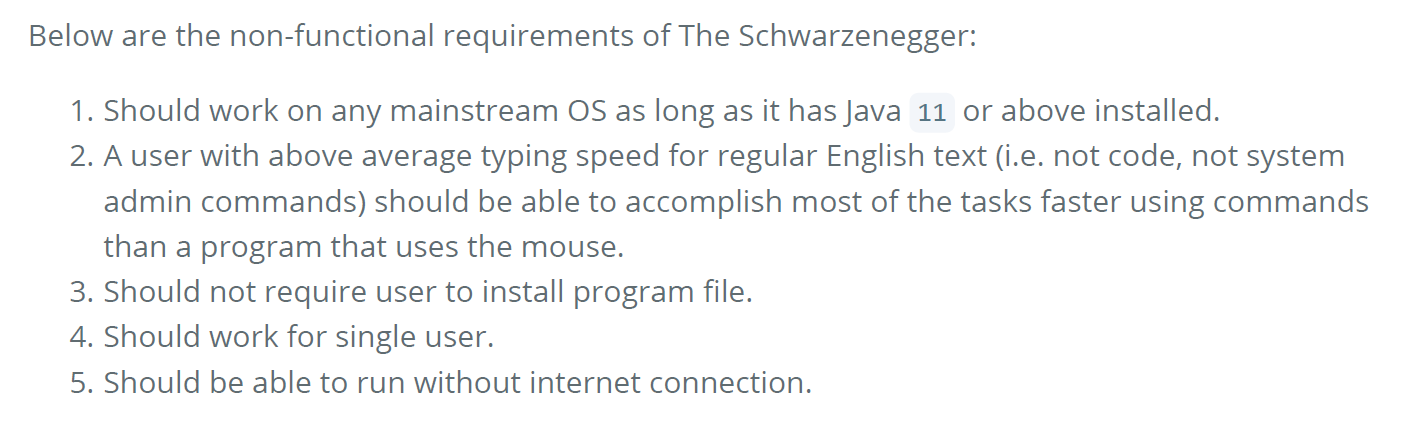 Below are the non-functional requirements of The Schwarzenegger:
1. Should work on any mainstream OS as long as it has Java 11 or above installed.
2. A user with above average typing speed for regular English text (i.e. not code, not system
admin commands) should be able to accomplish most of the tasks faster using commands
than a program that uses the mouse.
3. Should not require user to install program file.
4. Should work for single user.
5. Should be able to run without internet connection.